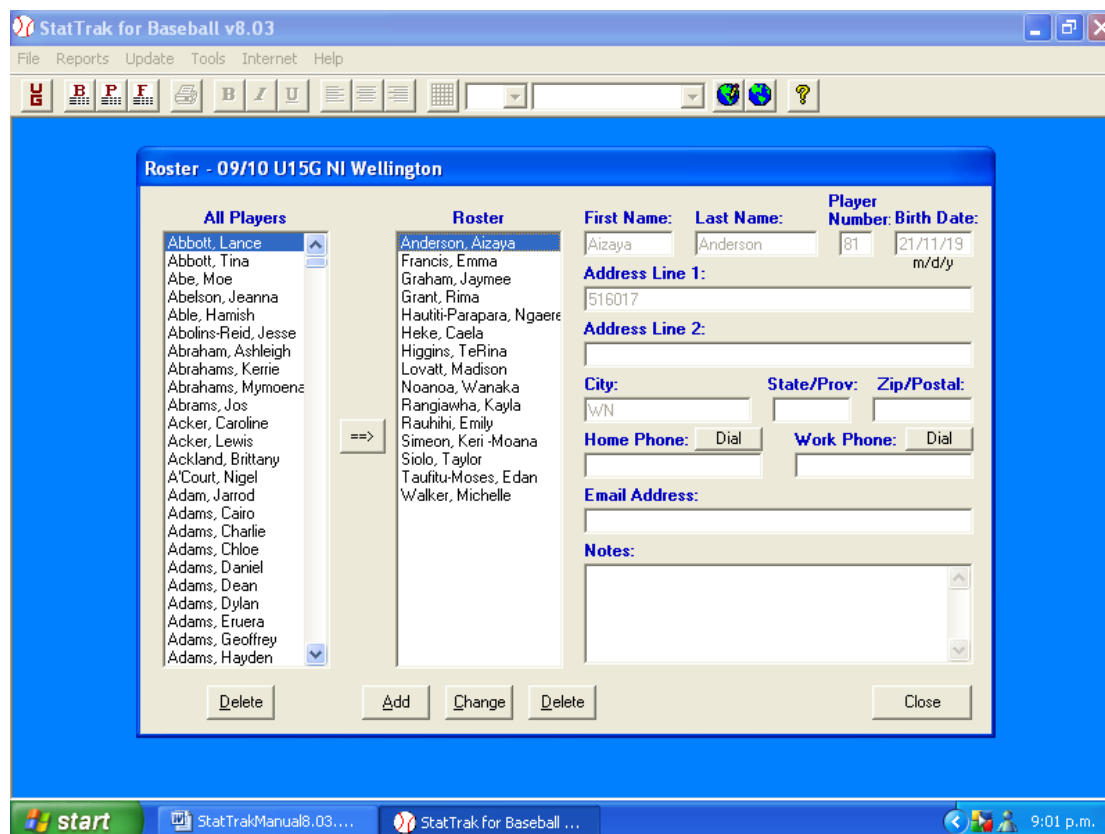 StatTrak for Baseball v8.03
File Reports Update Tools Internet Help
U
G
B P F B I U ?
Roster - 09/10 U15G NI Wellington
All Players
Abbott, Lance
Abbott, Tina
Abe, Moe
Abelson, Jeanna
Able, Hamish
Abolins-Reid, Jesse
Abraham, Ashleigh
Abrahams, Kerrie
Abrahams, Mymoena
Abrams, Jos
Acker, Caroline
Acker, Lewis
Ackland, Brittany
A'Court, Nigel
Adam, Jarrod
Adams, Cairo
Adams, Charlie
Adams, Chloe
Adams, Daniel
Adams, Dean
Adams, Dylan
Adams, Eruera
Adams, Geoffrey
Adams, Hayden
Delete
==>
Roster
Anderson, Aizaya
Francis, Emma
Graham, Jaymee
Grant, Rima
Hautiti-Parapara, Ngaere
Heke, Caela
Higgins, TeRina
Lovatt, Madison
Noanoa, Wanaka
Rangiawha, Kayla
Rauhihi, Emily
Simeon, Keri -Moana
Siolo, Taylor
Taufitu-Moses, Edan
Walker, Michelle
Add Change Delete
First Name: Last Name: Player Number: Birth Date:
Aizaya Anderson 81 21/11/19
m/d/y
Address Line 1:
516017
Address Line 2:
City: State/Prov: Zip/Postal:
WN
Home Phone: Dial Work Phone: Dial
Email Address:
Notes:
Close
start StatTrakManual8.03.... StatTrak for Baseball ... 9:01 p.m.